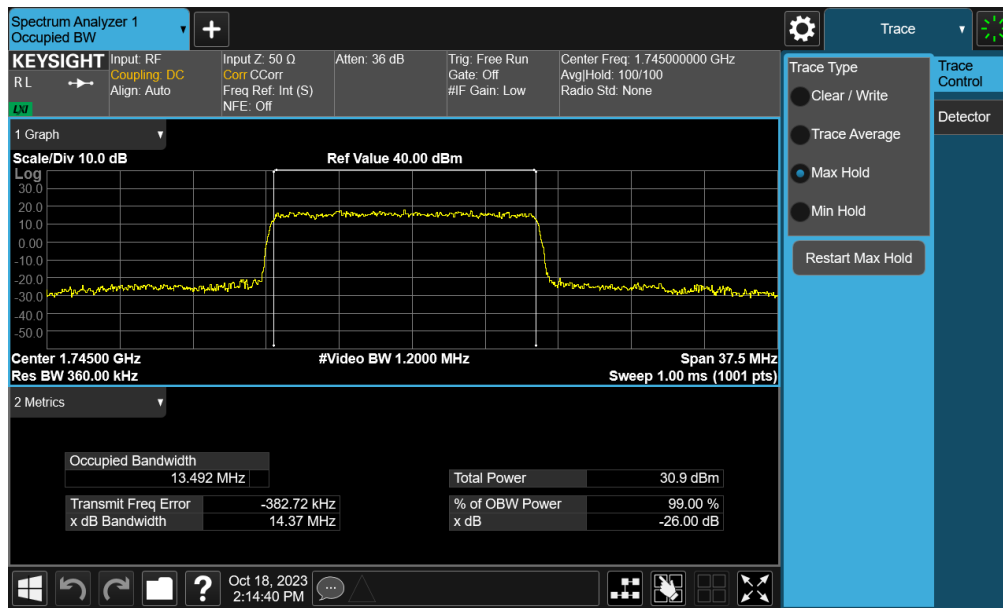 Spectrum Analyzer 1
Occupied BW
+
Trace
KEYSIGHT
RL
LXI
Input: RF
Coupling: DC
Align: Auto
Input Z: 50 Ω
Corr CCorr
Freq Ref: Int (S)
NFE: Off
Atten: 36 dB
Trig: Free Run
Gate: Off
#IF Gain: Low
Center Freq: 1.745000000 GHz
Avg|Hold: 100/100
Radio Std: None
Trace Type
Clear / Write
Trace Average
Max Hold
Min Hold
Restart Max Hold
Trace
Control
Detector
1 Graph
Scale/Div 10.0 dB
Ref Value 40.00 dBm
Log
30.0
20.0
10.0
0.00
-10.0
-20.0
-30.0
-40.0
-50.0
Center 1.74500 GHz
#Video BW 1.2000 MHz
Span 37.5 MHz
Res BW 360.00 kHz
Sweep 1.00 ms (1001 pts)
2 Metrics
Occupied Bandwidth
13.492 MHz
Total Power 30.9 dBm
Transmit Freq Error -382.72 kHz
% of OBW Power 99.00 %
x dB Bandwidth 14.37 MHz
x dB -26.00 dB
?
Oct 18, 2023
2:14:40 PM